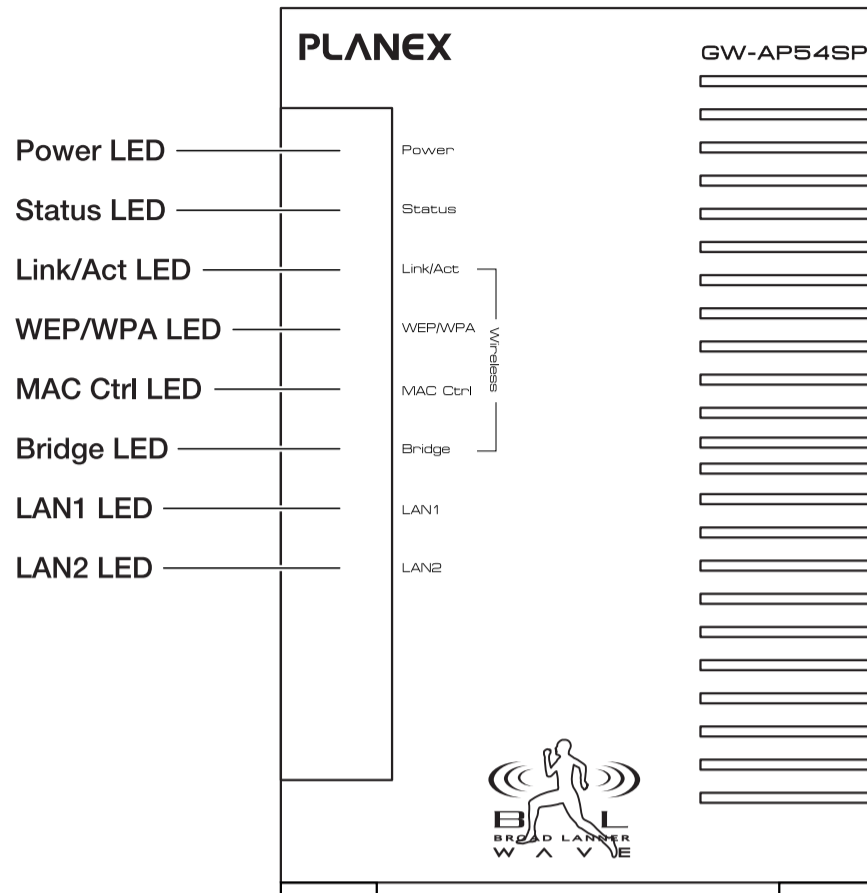 PLANEX
GW-AP54SP
Power LED
Power
Status LED
Status
Link/Act LED
Link/Act
WEP/WPA LED
WEP/WPA
Wireless
MAC Ctrl LED
MAC Ctrl
Bridge LED
Bridge
LAN1 LED
LAN1
LAN2 LED
LAN2
B L
BROAD LANNER
WAVE